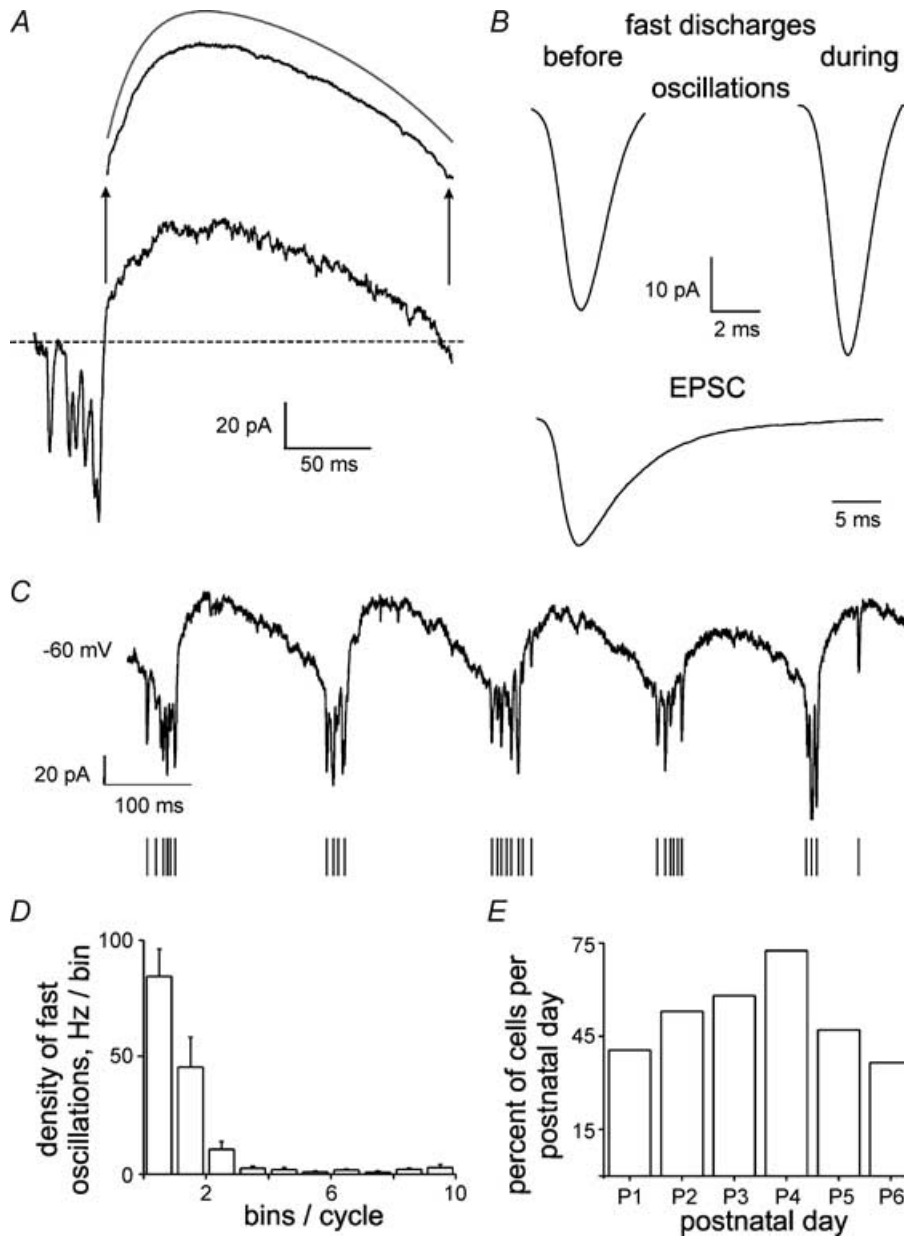 A
20 pA
50 ms
B
fast discharges
before during
oscillations
10 pA
2 ms
EPSC
5 ms
C
-60 mV
20 pA
100 ms
D
density of fast
oscillations, Hz / bin
100
50
0
2 6 10
bins / cycle
E
percent of cells per
postnatal day
75
45
15
P1 P2 P3 P4 P5 P6
postnatal day